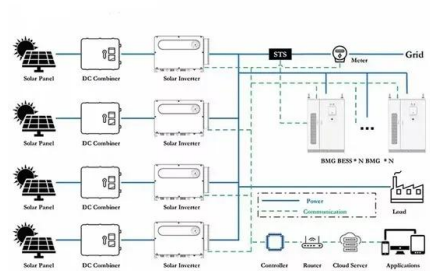 STS
Meter
Grid
Solar Panel DC Combiner Solar Inverter
Solar Panel DC Combiner Solar Inverter
BMG BESS * N BMG * N
Solar Panel DC Combiner Solar Inverter
Power
Communication
Load
Solar Panel DC Combiner Solar Inverter
Controller Router Cloud Server Applications